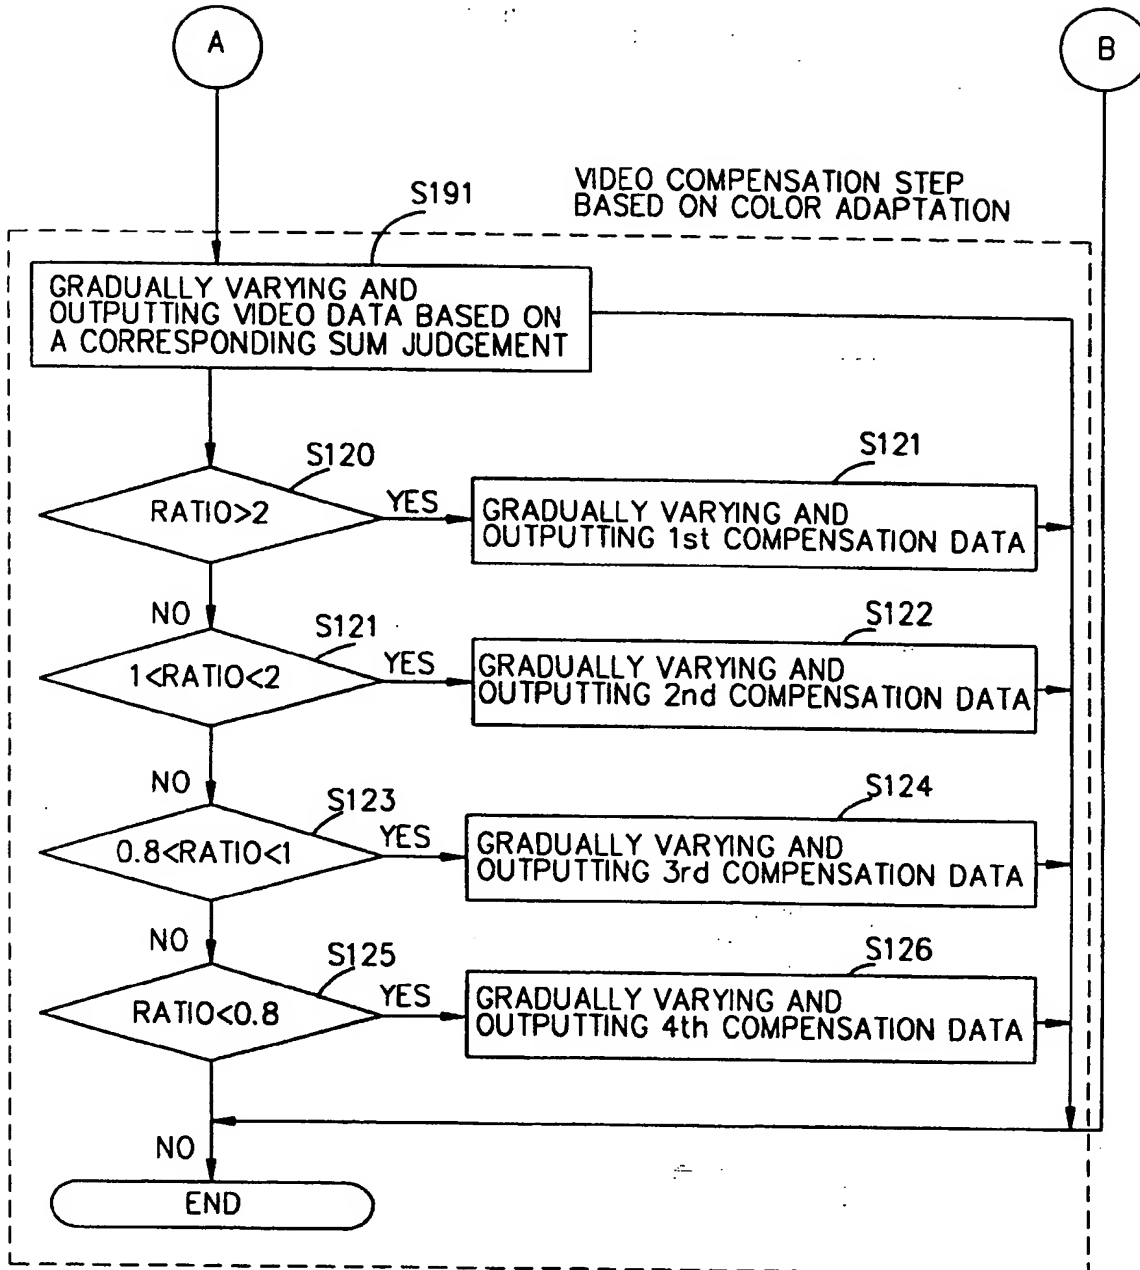 A
B
VIDEO COMPENSATION STEP
BASED ON COLOR ADAPTATION
S191
GRADUALLY VARYING AND
OUTPUTTING VIDEO DATA BASED ON
A CORRESPONDING SUM JUDGEMENT
S120
RATIO>2
YES
S121
GRADUALLY VARYING AND
OUTPUTTING 1st COMPENSATION DATA
NO
S121
1<RATIO<2
YES
S122
GRADUALLY VARYING AND
OUTPUTTING 2nd COMPENSATION DATA
NO
S123
0.8<RATIO<1
YES
S124
GRADUALLY VARYING AND
OUTPUTTING 3rd COMPENSATION DATA
NO
S125
RATIO<0.8
YES
S126
GRADUALLY VARYING AND
OUTPUTTING 4th COMPENSATION DATA
NO
END